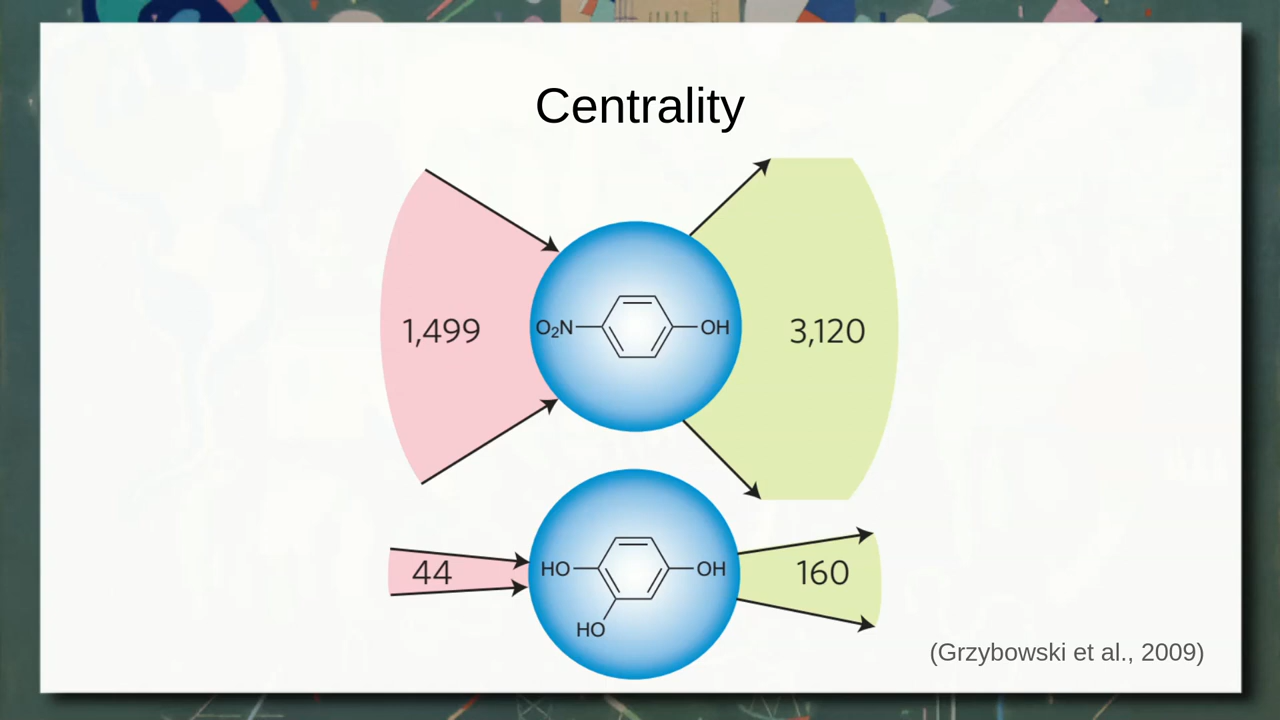 Centrality
1,499
O₂N
OH
3,120
44
HO
OH
HO
160
(Grzybowski et al., 2009)